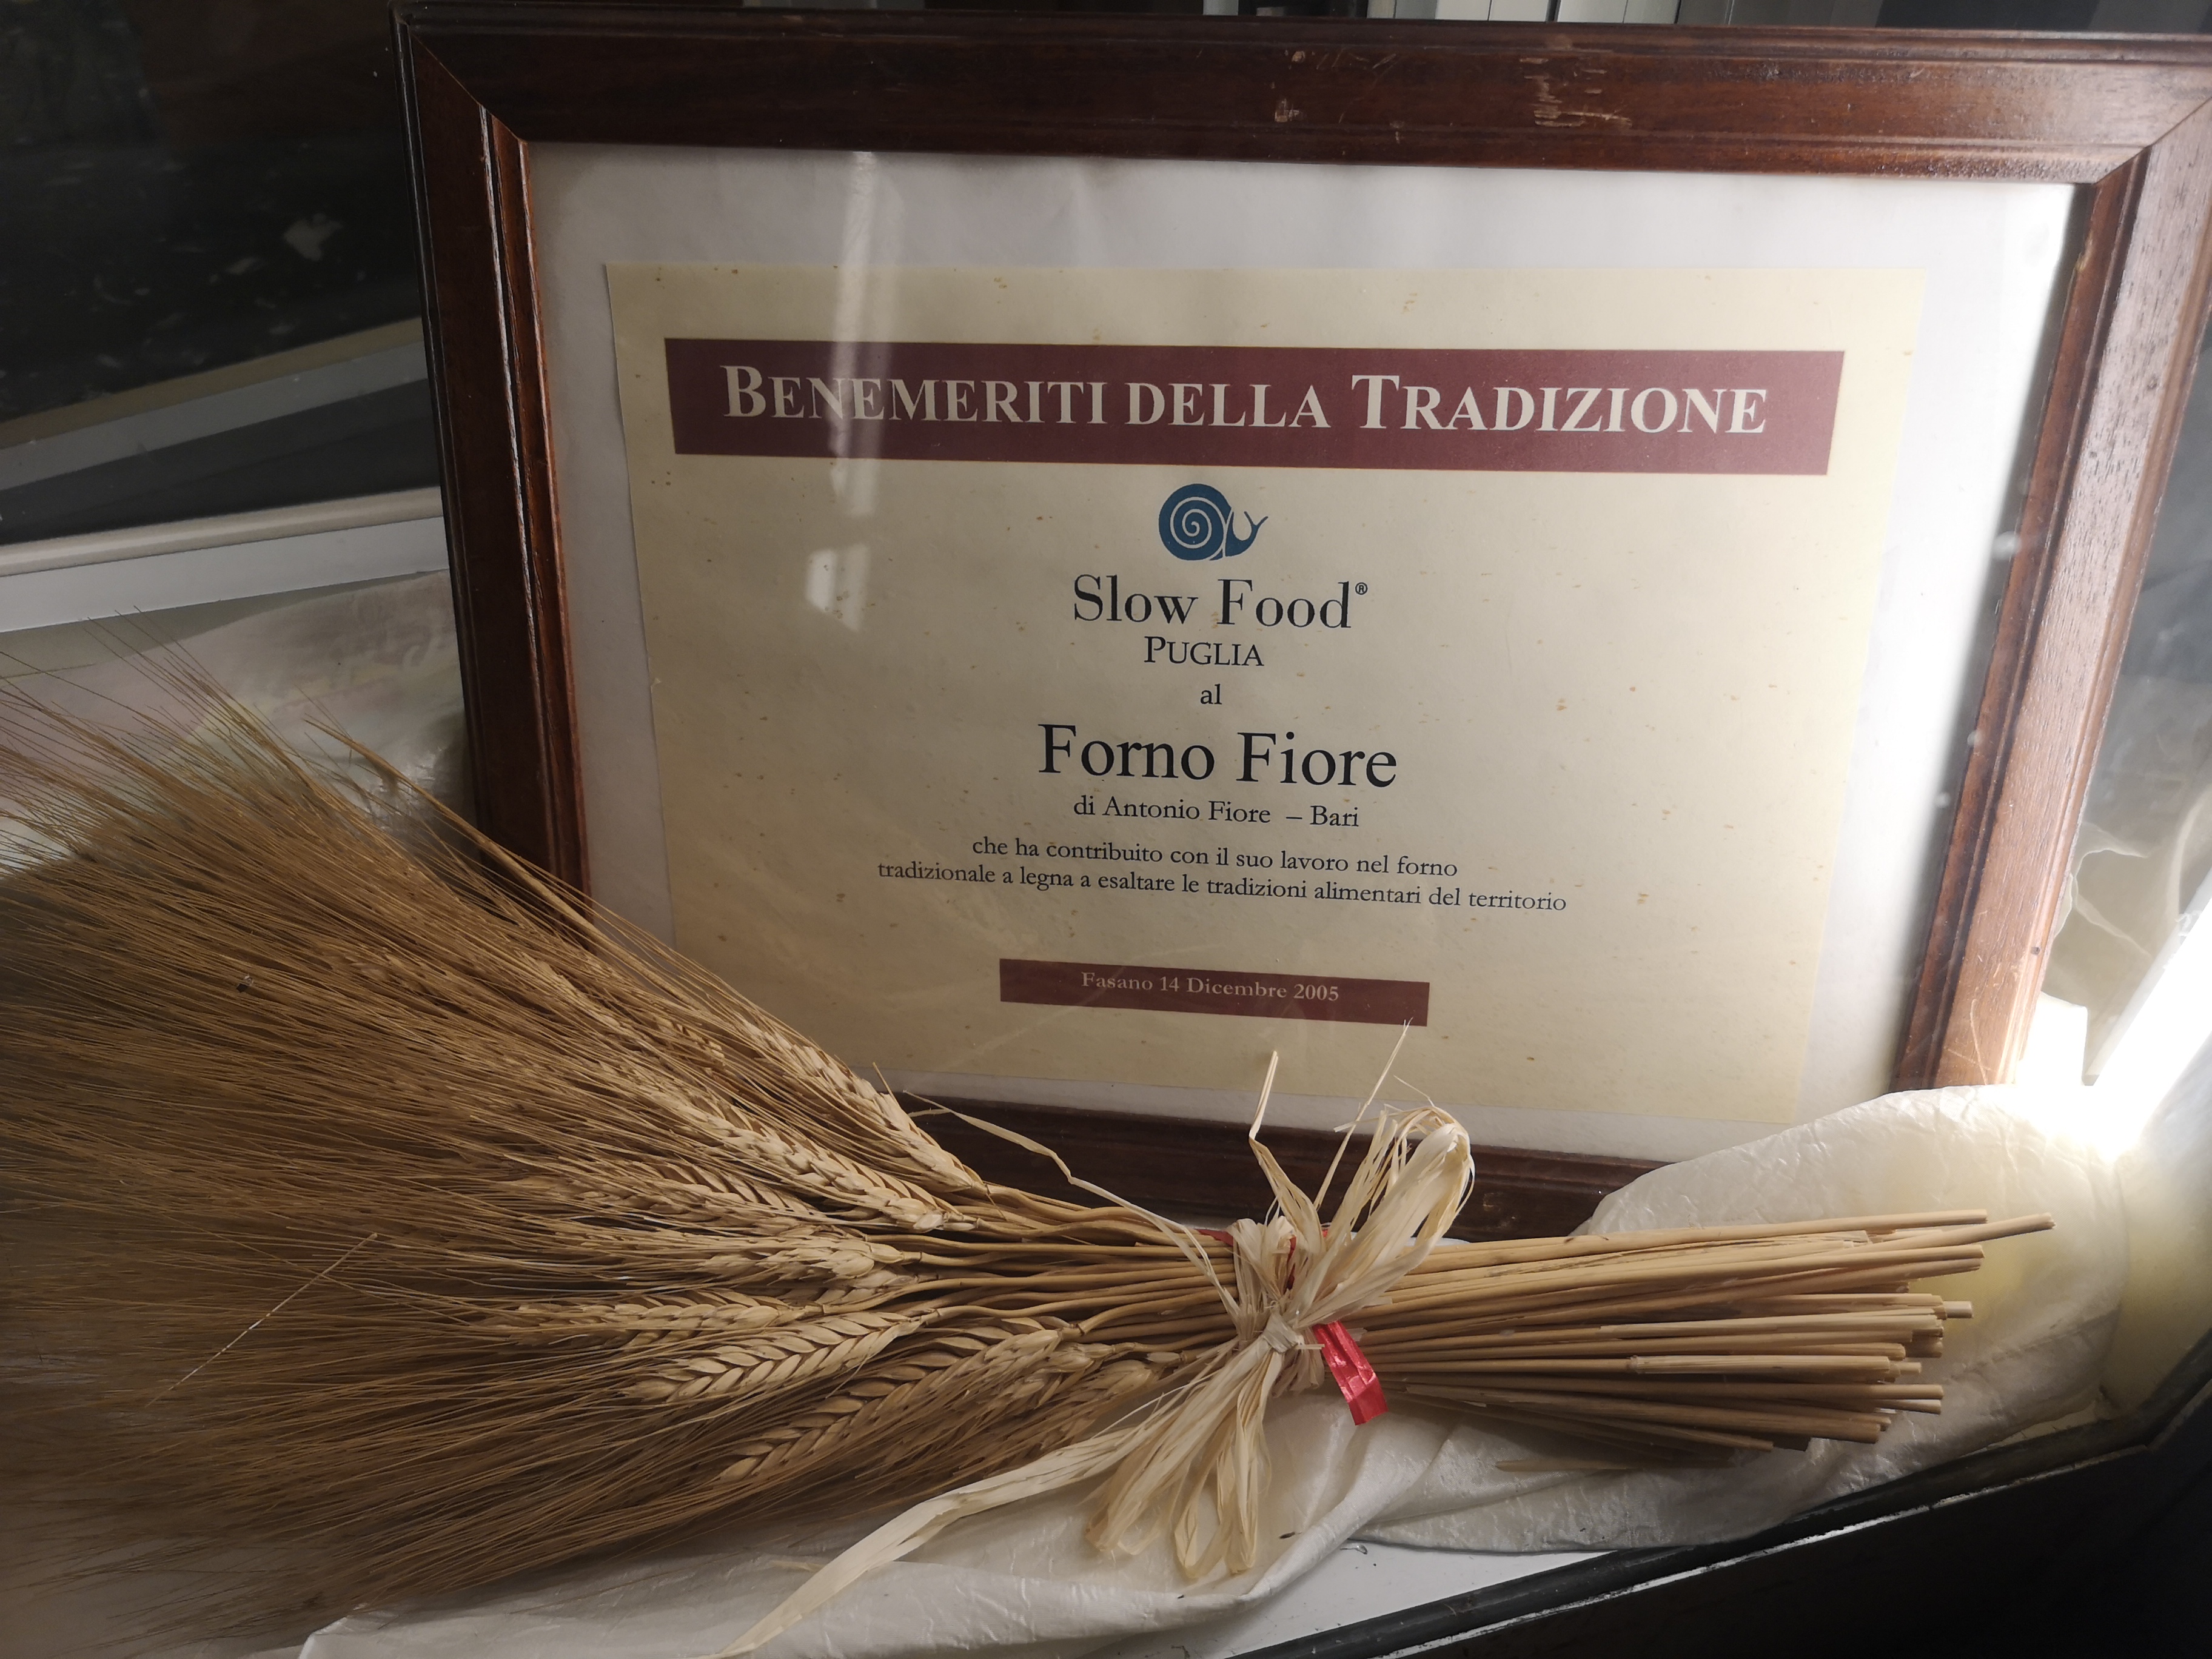 BENEMERITI DELLA TRADIZIONE
Slow Food®
PUGLIA
al
Forno Fiore
di Antonio Fiore – Bari
che ha contribuito con il suo lavoro nel forno
tradizionale a legna a esaltare le tradizioni alimentari del territorio
Fasano 14 Dicembre 2005